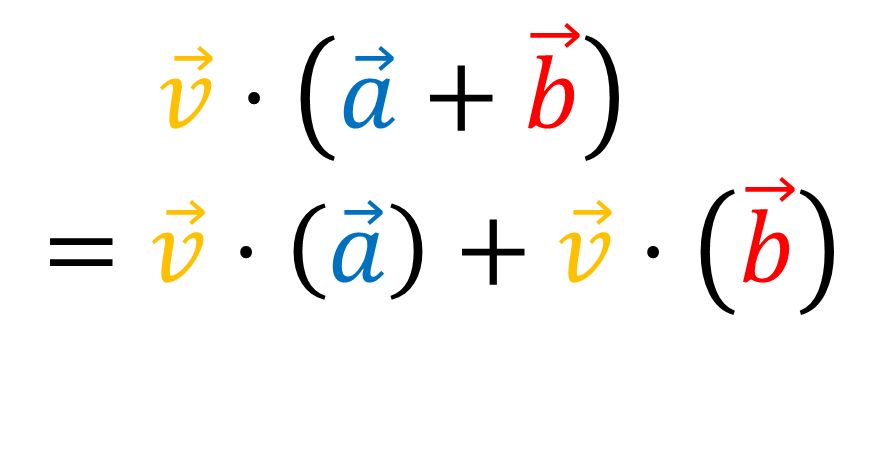 v⃗ · (a⃗ + b⃗)
= v⃗ · (a⃗) + v⃗ · (b⃗)